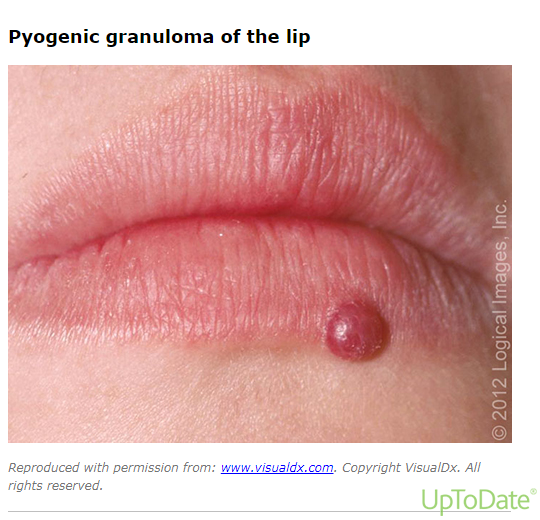 Pyogenic granuloma of the lip
© 2012 Logical Images, Inc.
Reproduced with permission from: www.visualdx.com. Copyright VisualDx. All
rights reserved.
UpToDate®